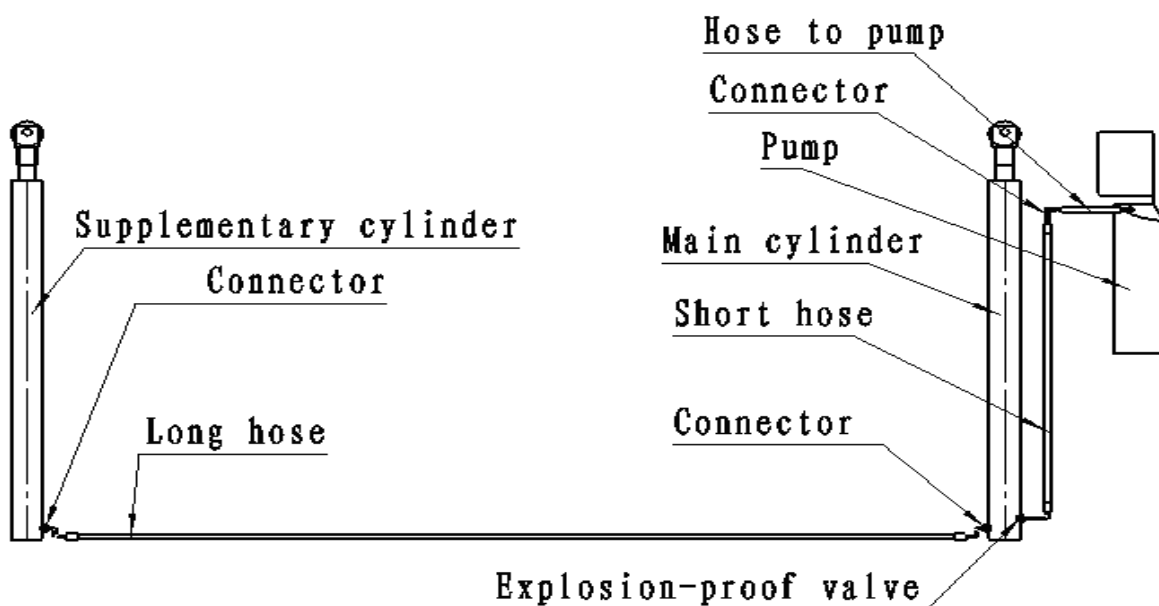 Hose to pump
Connector
Pump
Supplementary cylinder
Main cylinder
Connector
Short hose
Long hose
Connector
Explosion-proof valve